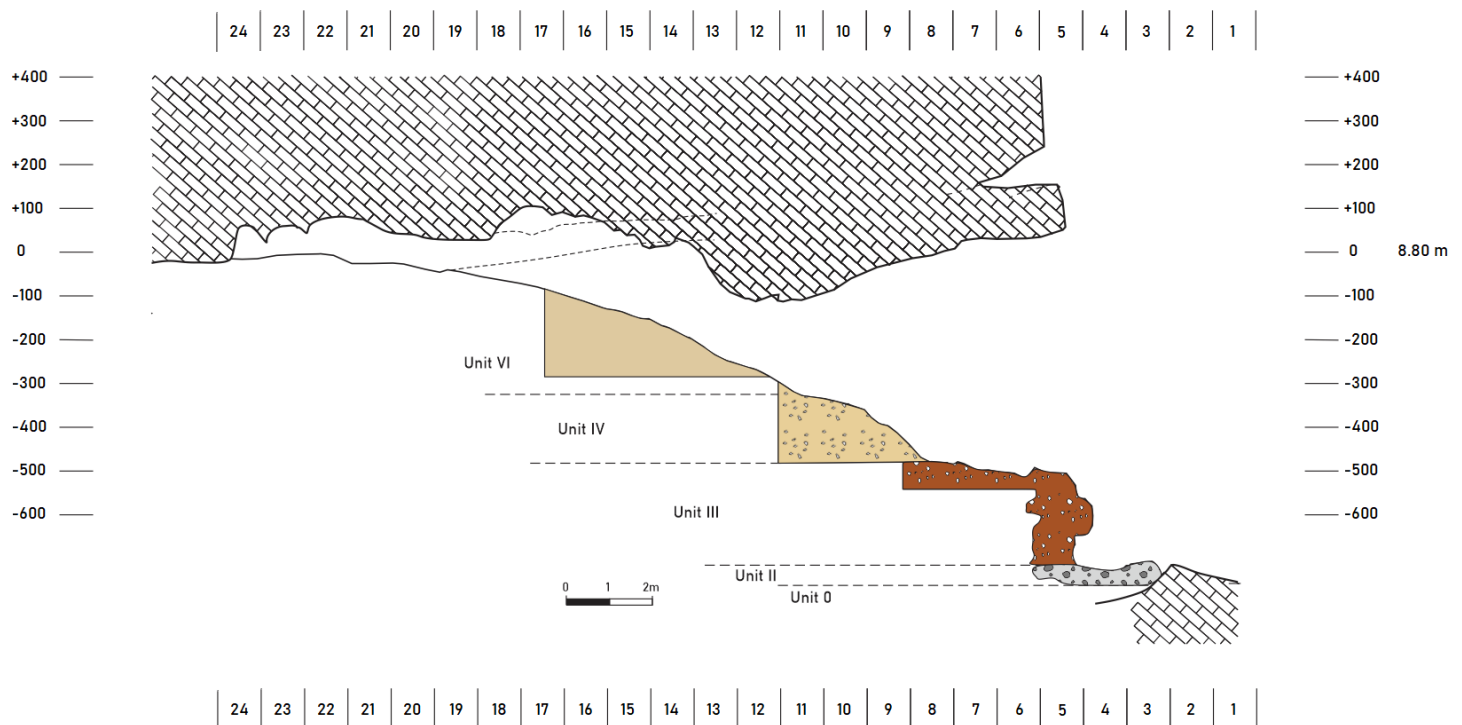 24 23 22 21 20 19 18 17 16 15 14 13 12 11 10 9 8 7 6 5 4 3 2 1
+400 +400
+300 +300
+200 +200
+100 +100
0 0 8.80 m
-100 -100
-200 -200
Unit VI
-300 -300
-400 Unit IV -400
-500 -500
-600 Unit III -600
Unit II
0 1 2m
Unit 0
24 23 22 21 20 19 18 17 16 15 14 13 12 11 10 9 8 7 6 5 4 3 2 1